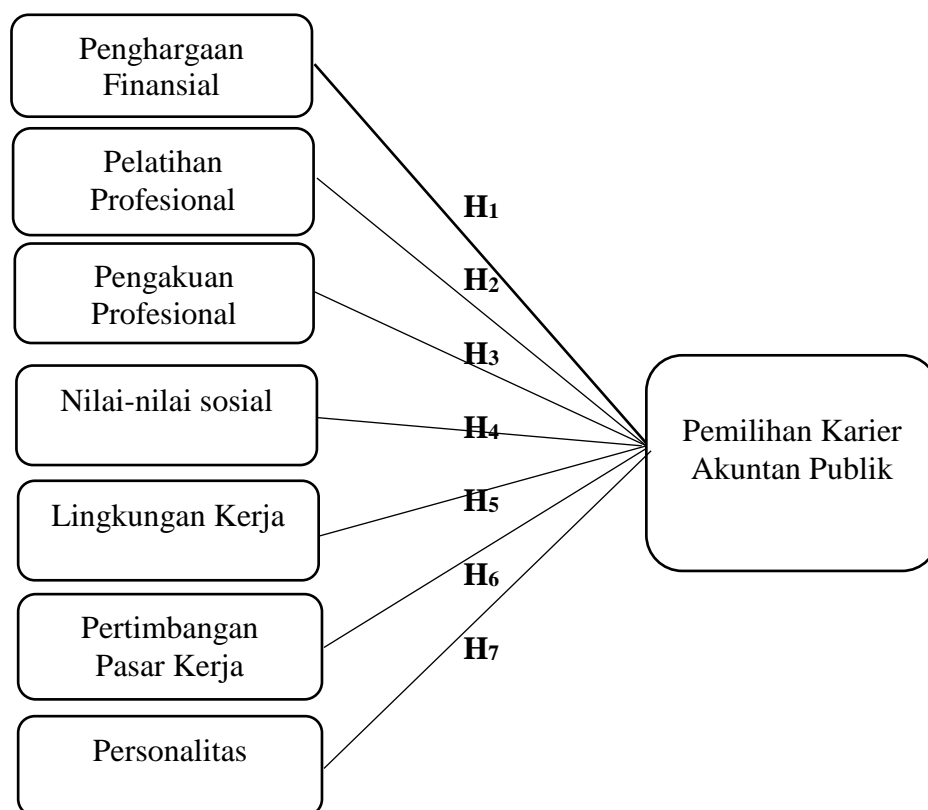 Penghargaan
Finansial
Pelatihan
Profesional
Pengakuan
Profesional
Nilai-nilai sosial
Lingkungan Kerja
Pertimbangan
Pasar Kerja
Personalitas
H1
H2
H3
H4
H5
H6
H7
Pemilihan Karier
Akuntan Publik